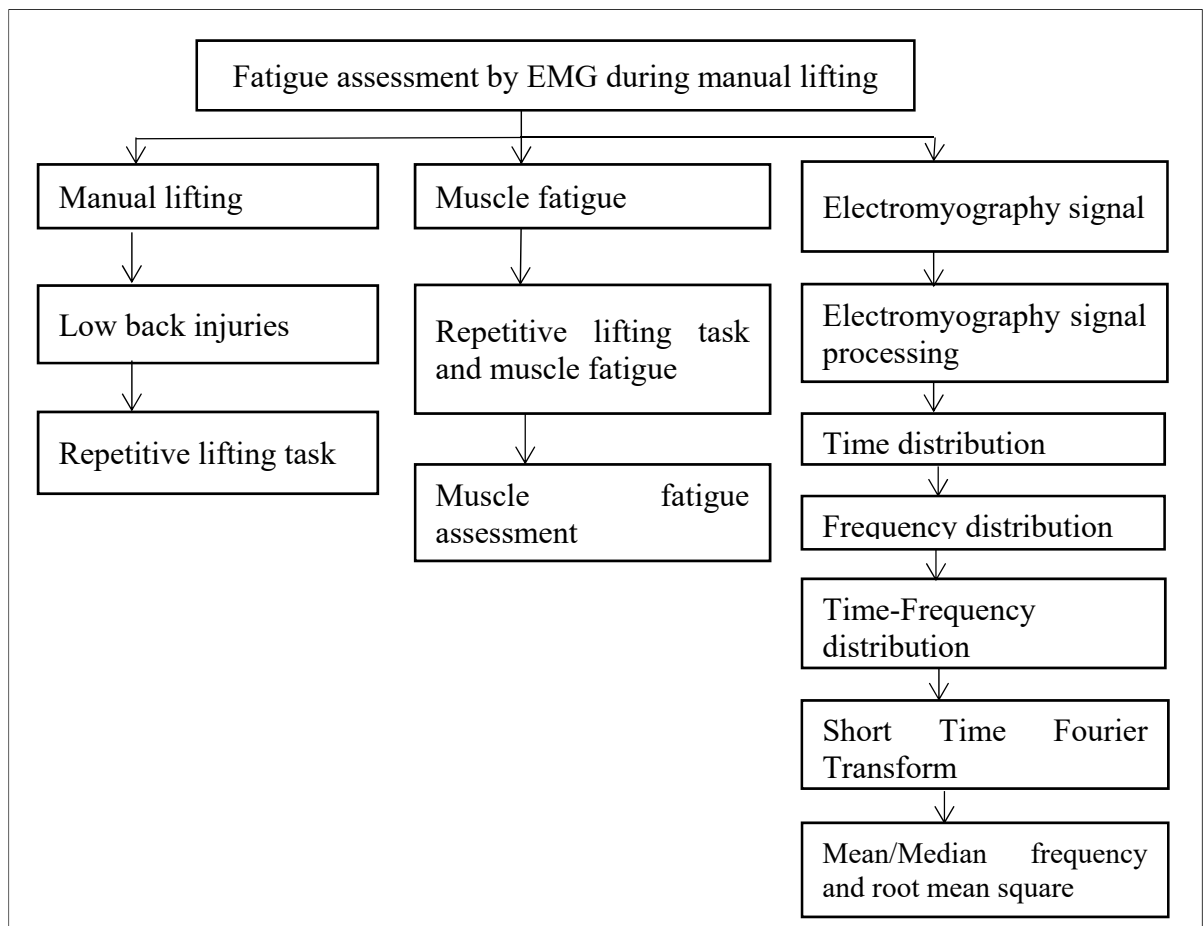 Fatigue assessment by EMG during manual lifting
Manual lifting
Low back injuries
Repetitive lifting task
Muscle fatigue
Repetitive lifting task
and muscle fatigue
Muscle fatigue
assessment
Electromyography signal
Electromyography signal
processing
Time distribution
Frequency distribution
Time-Frequency
distribution
Short Time Fourier
Transform
Mean/Median frequency
and root mean square